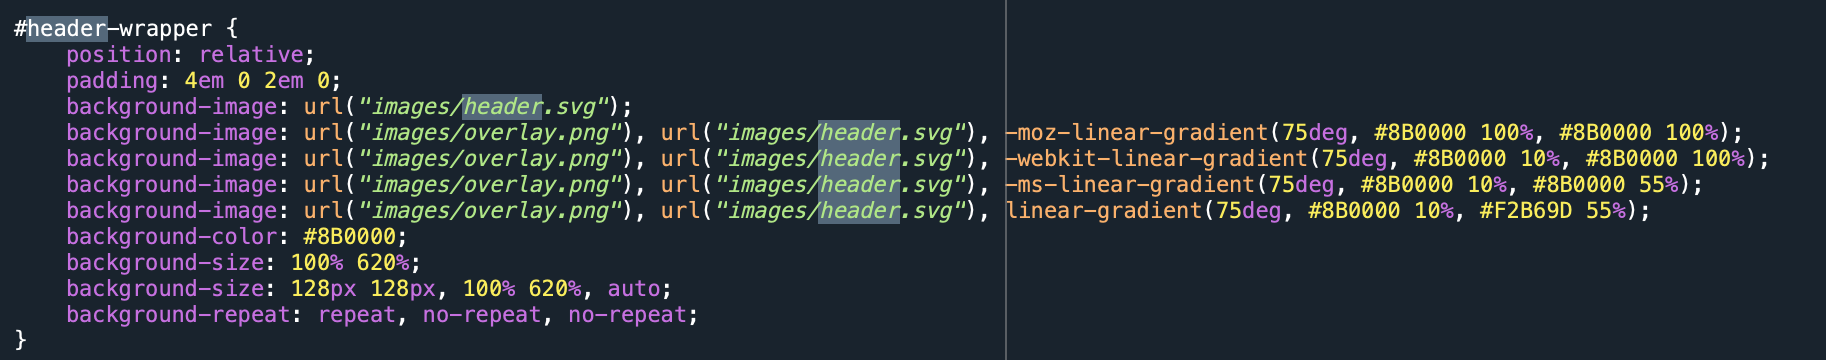 #header-wrapper {
    position: relative;
    padding: 4em 0 2em 0;
    background-image: url("images/header.svg");
    background-image: url("images/overlay.png"), url("images/header.svg"), -moz-linear-gradient(75deg, #8B0000 100%, #8B0000 100%);
    background-image: url("images/overlay.png"), url("images/header.svg"), -webkit-linear-gradient(75deg, #8B0000 10%, #8B0000 100%);
    background-image: url("images/overlay.png"), url("images/header.svg"), -ms-linear-gradient(75deg, #8B0000 10%, #8B0000 55%);
    background-image: url("images/overlay.png"), url("images/header.svg"), linear-gradient(75deg, #8B0000 10%, #F2B69D 55%);
    background-color: #8B0000;
    background-size: 100% 620%;
    background-size: 128px 128px, 100% 620%, auto;
    background-repeat: repeat, no-repeat, no-repeat;
}